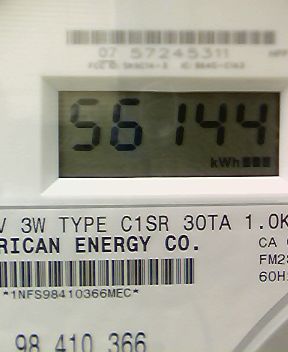 07 57245311
56144
kWh
V 3W TYPE C1SR 30TA 1.0K
RICAN ENERGY CO.
CA
FM2S
60H
*1NFS98410366MEC*
98 410 366